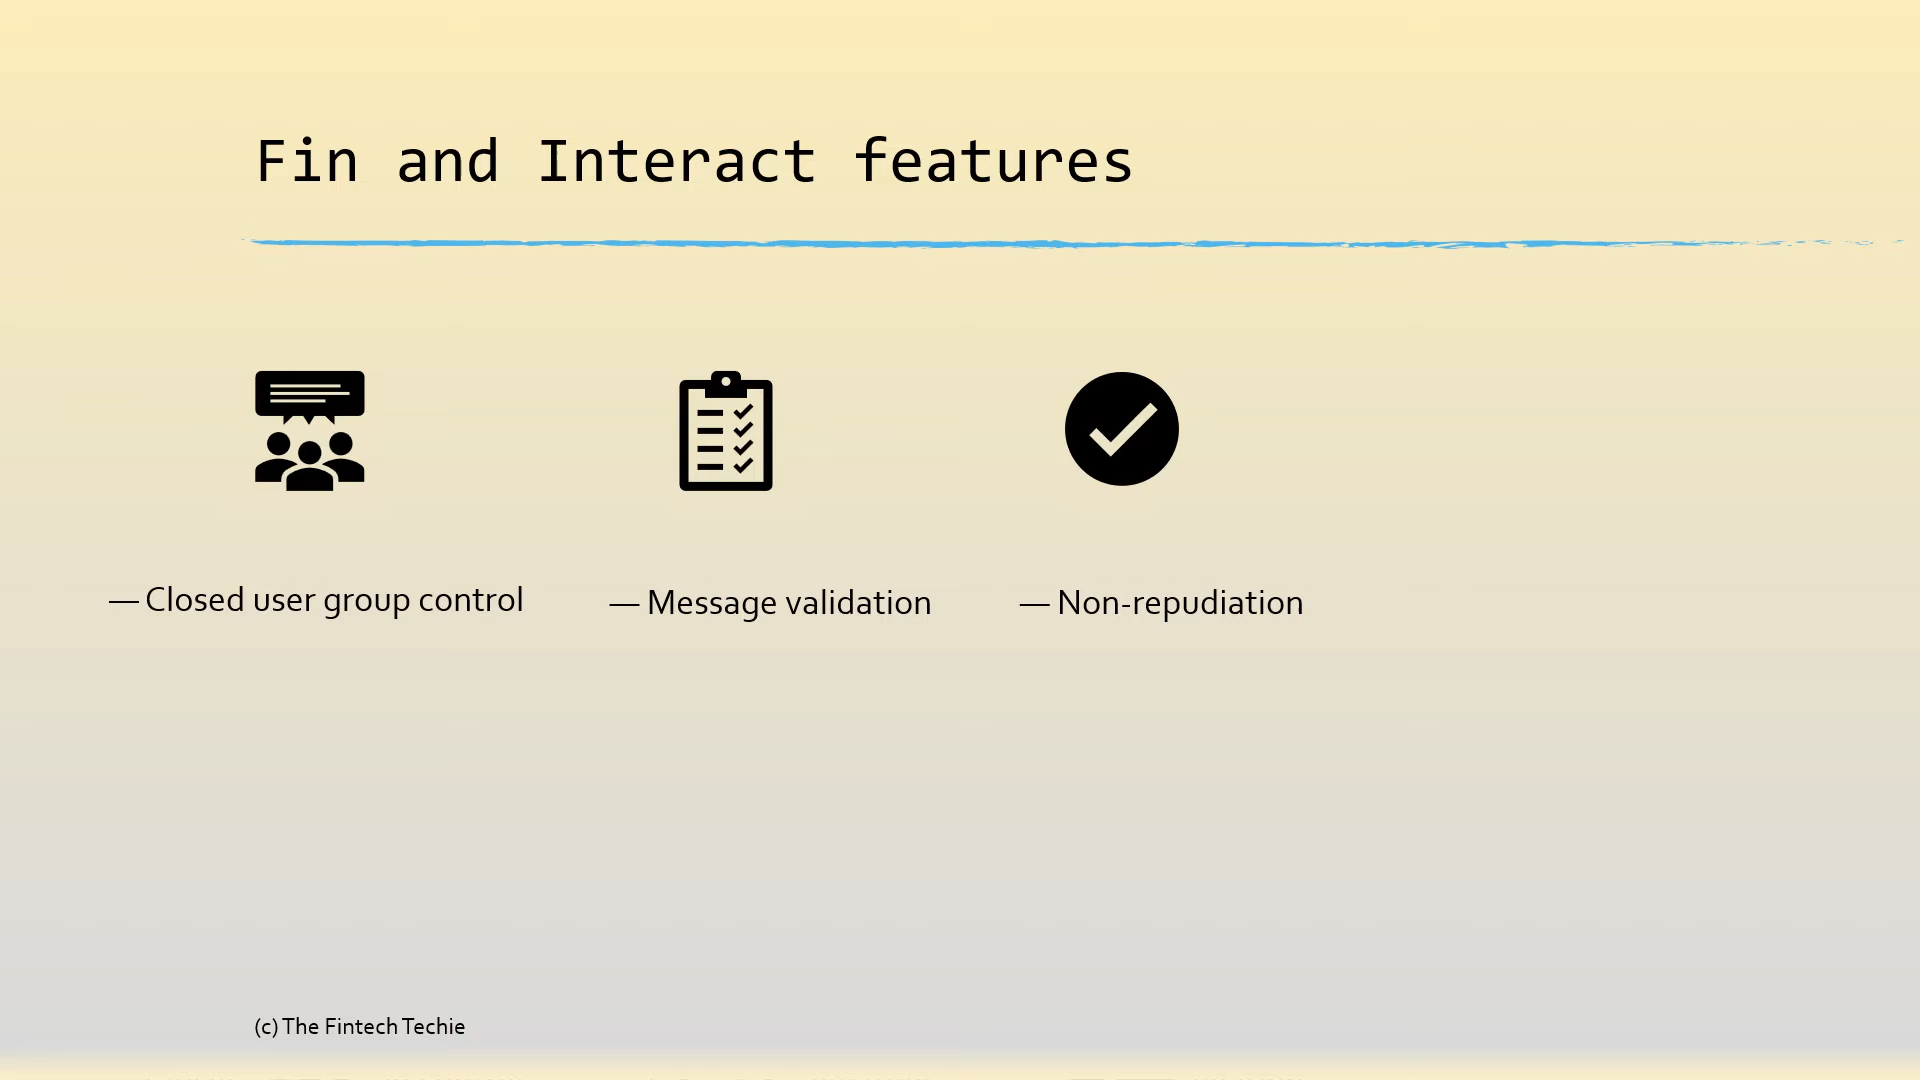 Fin and Interact features
— Closed user group control
— Message validation
— Non-repudiation
(c) The Fintech Techie